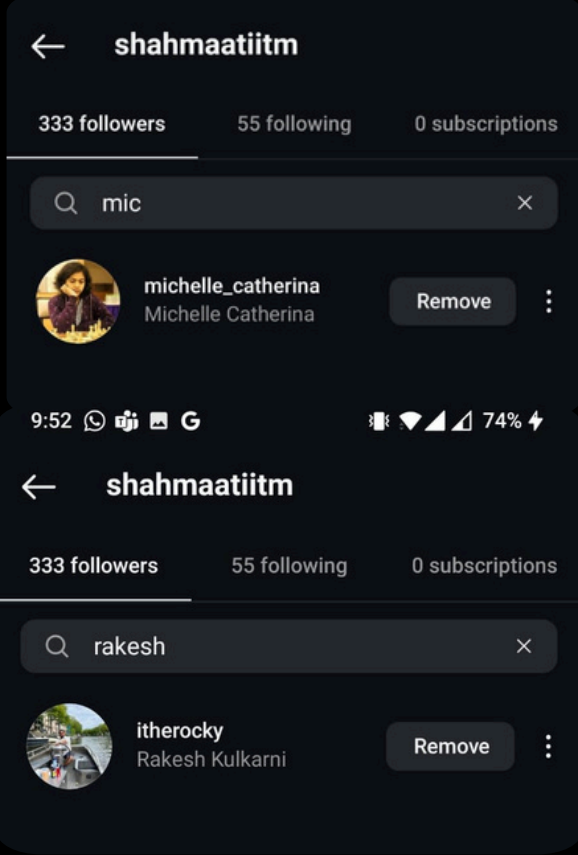 shahmaatiitm
333 followers 55 following 0 subscriptions
mic
michelle_catherina
Michelle Catherina
Remove
9:52 74%
shahmaatiitm
333 followers 55 following 0 subscriptions
rakesh
itherocky
Rakesh Kulkarni
Remove